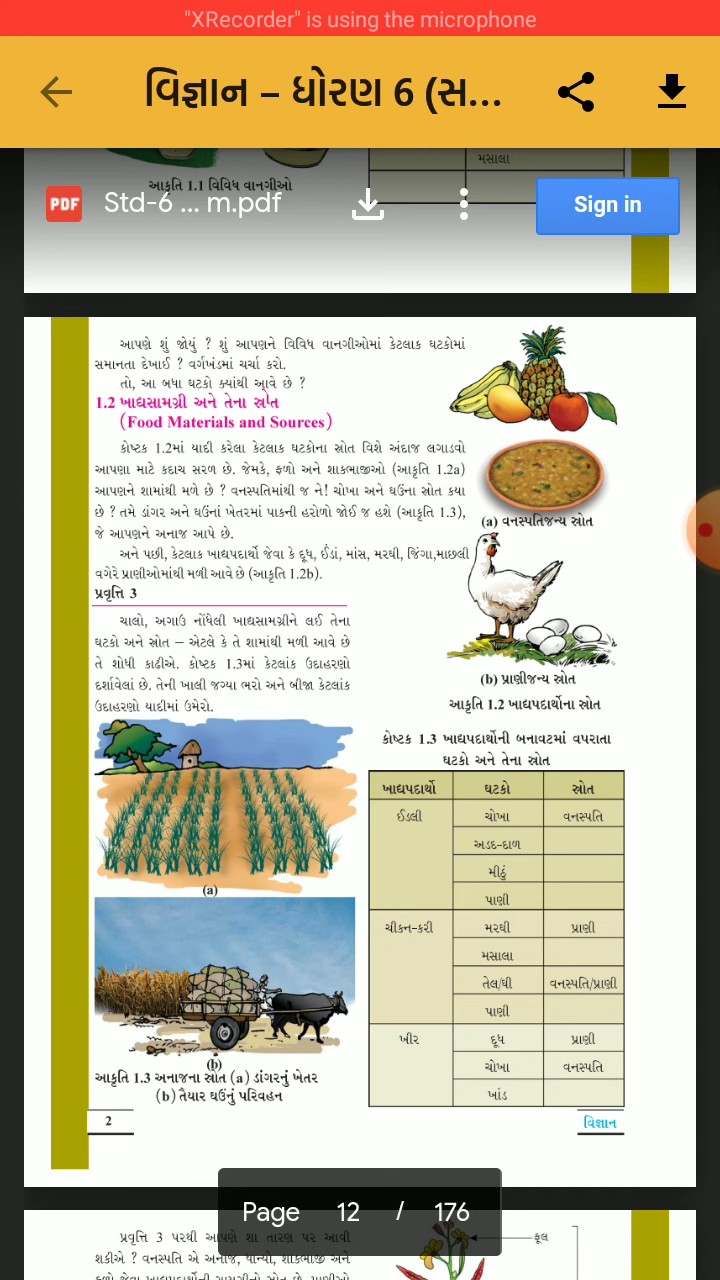 "XRecorder" is using the microphone
વિજ્ઞાન – ધોરણ 6 (સ...
મસાલા
આકૃતિ 1.1 વિવિધ વાનગીઓ
PDF
Std-6 ... m.pdf
Sign in
આપણે શું જોયું ? શું આપણને વિવિધ વાનગીઓમાં કેટલાક ઘટકોમાં
સમાનતા દેખાઈ ? વર્ગખંડમાં ચર્ચા કરો.
તો, આ બધા ઘટકો ક્યાંથી આવે છે ?
1.2 ખાદ્યસામગ્રી અને તેના સ્રોત
(Food Materials and Sources)
કોષ્ટક 1.2માં યાદી કરેલા કેટલાક ઘટકોના સ્રોત વિશે અંદાજ લગાવવો
આપણા માટે કદાચ સરળ છે. જેમકે, ફળો અને શાકભાજીઓ (આકૃતિ 1.2a)
આપણને શામાંથી મળે છે ? વનસ્પતિમાંથી જ ને! ચોખા અને ઘઉંના સ્રોત કયા
છે ? તમે ડાંગર અને ઘઉંનાં ખેતરમાં પાકની હરોળો જોઈ જ હશે (આકૃતિ 1.3),
જે આપણને અનાજ આપે છે.
અને પછી, કેટલાક ખાદ્યપદાર્થો જેવા કે દૂધ, ઈંડાં, માંસ, મરઘી, જિંગા,માછલી
વગેરે પ્રાણીઓમાંથી મળી આવે છે (આકૃતિ 1.2b).
પ્રવૃત્તિ 3
ચાલો, અગાઉ નોંધેલી ખાદ્યસામગ્રીને લઈ તેના
ઘટકો અને સ્રોત – એટલે કે તે શામાંથી મળી આવે છે
તે શોધી કાઢીએ. કોષ્ટક 1.3માં કેટલાંક ઉદાહરણો
દર્શાવેલાં છે. તેની ખાલી જગ્યા ભરો અને બીજા કેટલાંક
ઉદાહરણો યાદીમાં ઉમેરો.
(a) વનસ્પતિજન્ય સ્રોત
(b) પ્રાણીજન્ય સ્રોત
આકૃતિ 1.2 ખાદ્યપદાર્થોના સ્રોત
(a)
(b)
આકૃતિ 1.3 અનાજના સ્રોત (a) ડાંગરનું ખેતર
(b) તૈયાર ઘઉંનું પરિવહન
કોષ્ટક 1.3 ખાદ્યપદાર્થોની બનાવટમાં વપરાતા
ઘટકો અને તેના સ્રોત
ખાદ્યપદાર્થો ઘટકો સ્રોત
ઈડલી ચોખા વનસ્પતિ
અડદ-દાળ
મીઠું
પાણી
ચીકન-કરી મરઘી પ્રાણી
મસાલા
તેલ/ઘી વનસ્પતિ/પ્રાણી
પાણી
ખીર દૂધ પ્રાણી
ચોખા વનસ્પતિ
ખાંડ
2
વિજ્ઞાન
Page 12 / 176
પ્રવૃત્તિ 3 પરથી આપણે શા તારણ પર આવી
શકીએ ? વનસ્પતિ એ અનાજ, ધાન્યો, શાકભાજી અને
ફૂલ